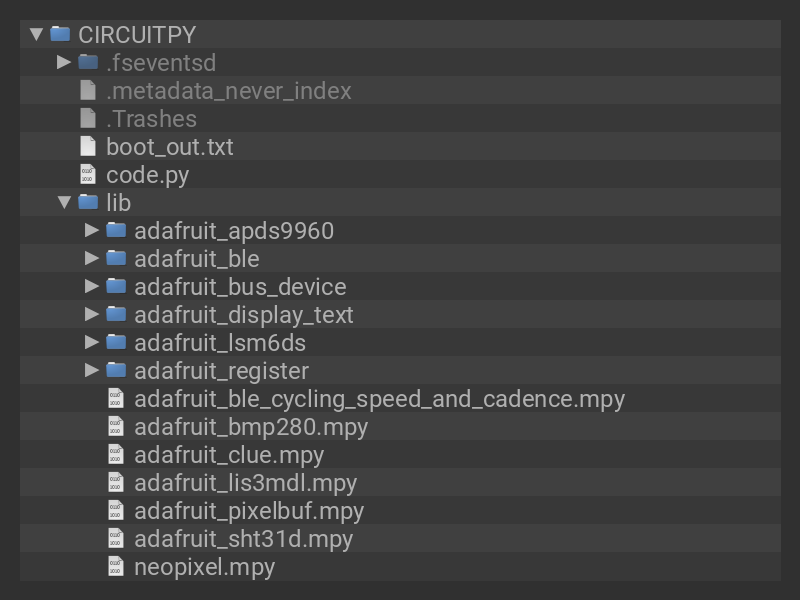 CIRCUITPY
.fseventsd
.metadata_never_index
.Trashes
boot_out.txt
code.py
lib
adafruit_apds9960
adafruit_ble
adafruit_bus_device
adafruit_display_text
adafruit_lsm6ds
adafruit_register
adafruit_ble_cycling_speed_and_cadence.mpy
adafruit_bmp280.mpy
adafruit_clue.mpy
adafruit_lis3mdl.mpy
adafruit_pixelbuf.mpy
adafruit_sht31d.mpy
neopixel.mpy